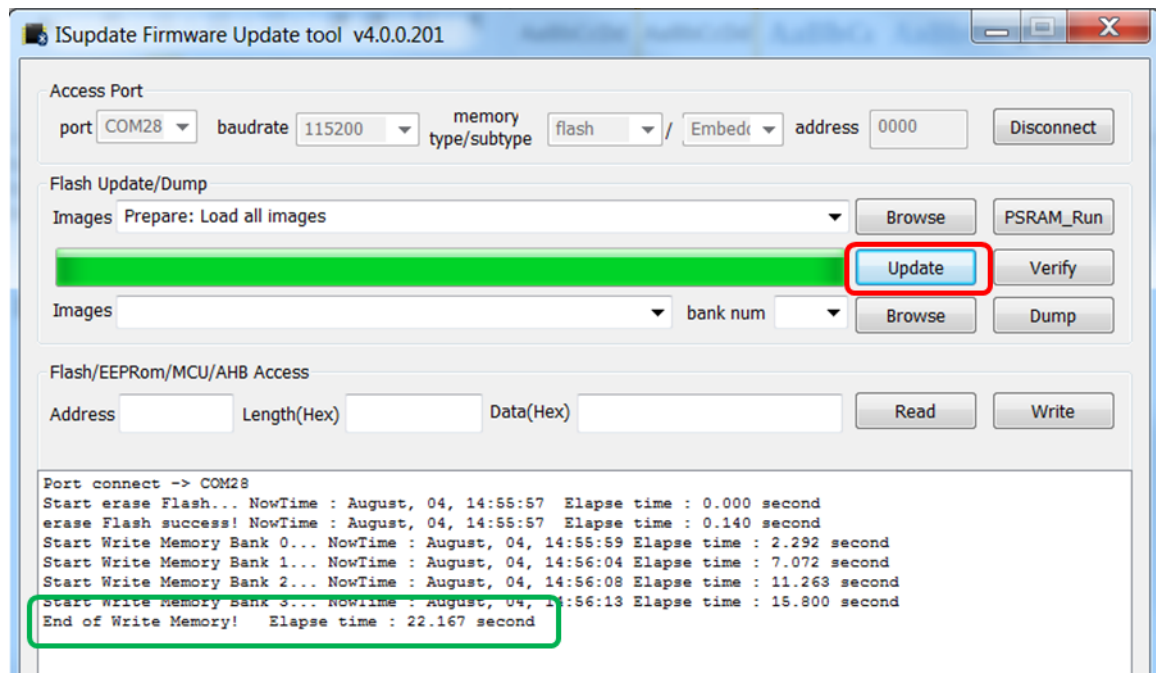 ISupdate Firmware Update tool v4.0.0.201
Access Port
port COM28 baudrate 115200 memory type/subtype flash / Embedc address 0000 Disconnect
Flash Update/Dump
Images Prepare: Load all images Browse PSRAM_Run
Update Verify
Images bank num Browse Dump
Flash/EEPRom/MCU/AHB Access
Address Length(Hex) Data(Hex) Read Write
Port connect -> COM28
Start erase Flash... NowTime : August, 04, 14:55:57 Elapse time : 0.000 second
erase Flash success! NowTime : August, 04, 14:55:57 Elapse time : 0.140 second
Start Write Memory Bank 0... NowTime : August, 04, 14:55:59 Elapse time : 2.292 second
Start Write Memory Bank 1... NowTime : August, 04, 14:56:04 Elapse time : 7.072 second
Start Write Memory Bank 2... NowTime : August, 04, 14:56:08 Elapse time : 11.263 second
Start Write Memory Bank 3... NowTime : August, 04, 14:56:13 Elapse time : 15.800 second
End of Write Memory! Elapse time : 22.167 second